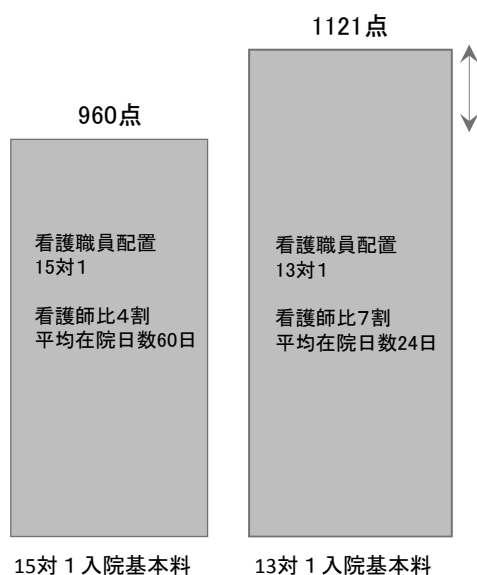 1121点
960点
看護職員配置
15対1
看護師比4割
平均在院日数60日
看護職員配置
13対1
看護師比7割
平均在院日数24日
15対１入院基本料
13対１入院基本料